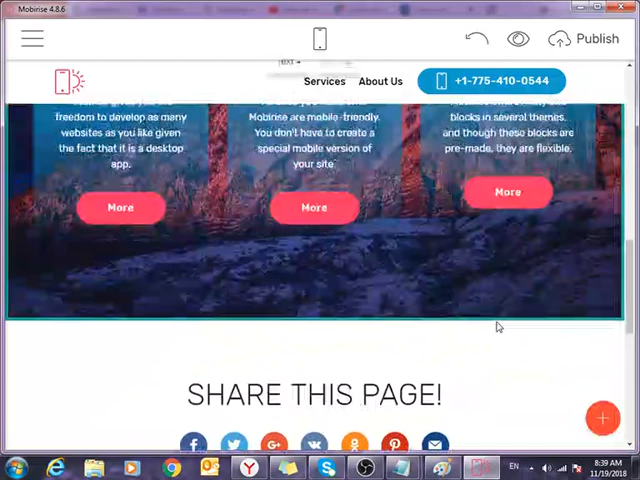 Mobirise 4.8.6
Publish
Services
About Us
+1-775-410-0544
freedom to develop as many
websites as you like given
the fact that it is a desktop
app.
More
Mobirise are mobile-friendly.
You don't have to create a
special mobile version of
your site.
More
blocks in several themes,
and though these blocks are
pre-made, they are flexible.
More
SHARE THIS PAGE!
EN
8:39 AM
11/19/2018